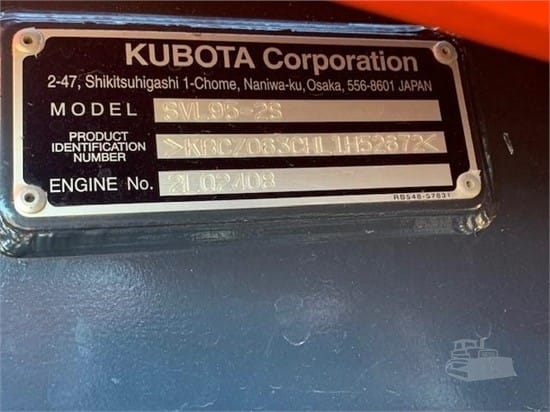 KUBOTA Corporation
2-47, Shikitsuhigashi 1-Chome, Naniwa-ku, Osaka, 556-8601 JAPAN
MODEL SVL95-2S
PRODUCT
IDENTIFICATION
NUMBER
ENGINE No. 2LQ2408
RB548-57831